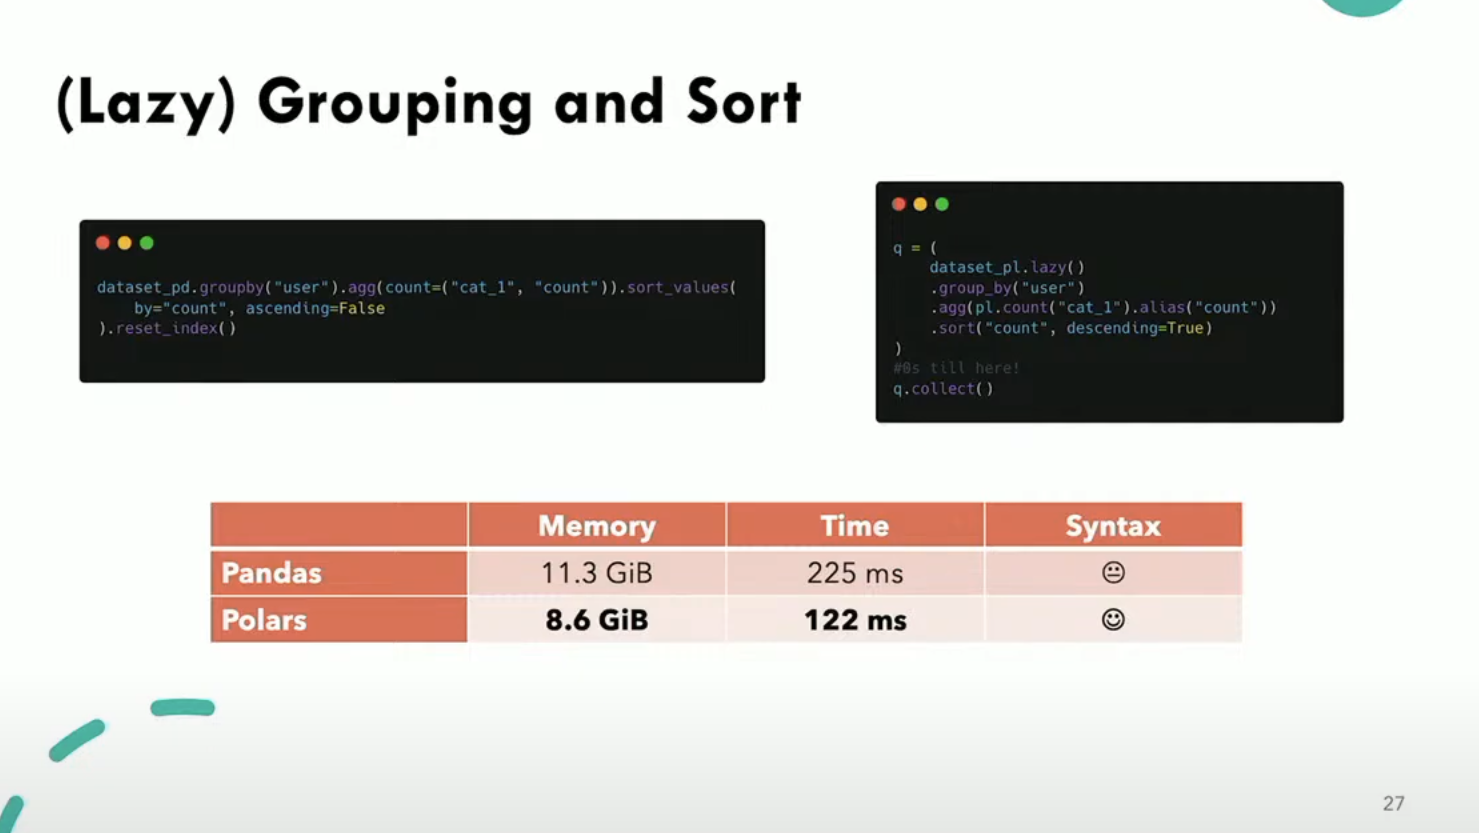 (Lazy) Grouping and Sort
dataset_pd.groupby("user").agg(count=("cat_1", "count")).sort_values(
    by="count", ascending=False
).reset_index()
q = (
    dataset_pl.lazy()
    .group_by("user")
    .agg(pl.count("cat_1").alias("count"))
    .sort("count", descending=True)
)
#0s till here!
q.collect()
Memory Time Syntax
Pandas 11.3 GiB 225 ms 😐
Polars 8.6 GiB 122 ms ☺
27